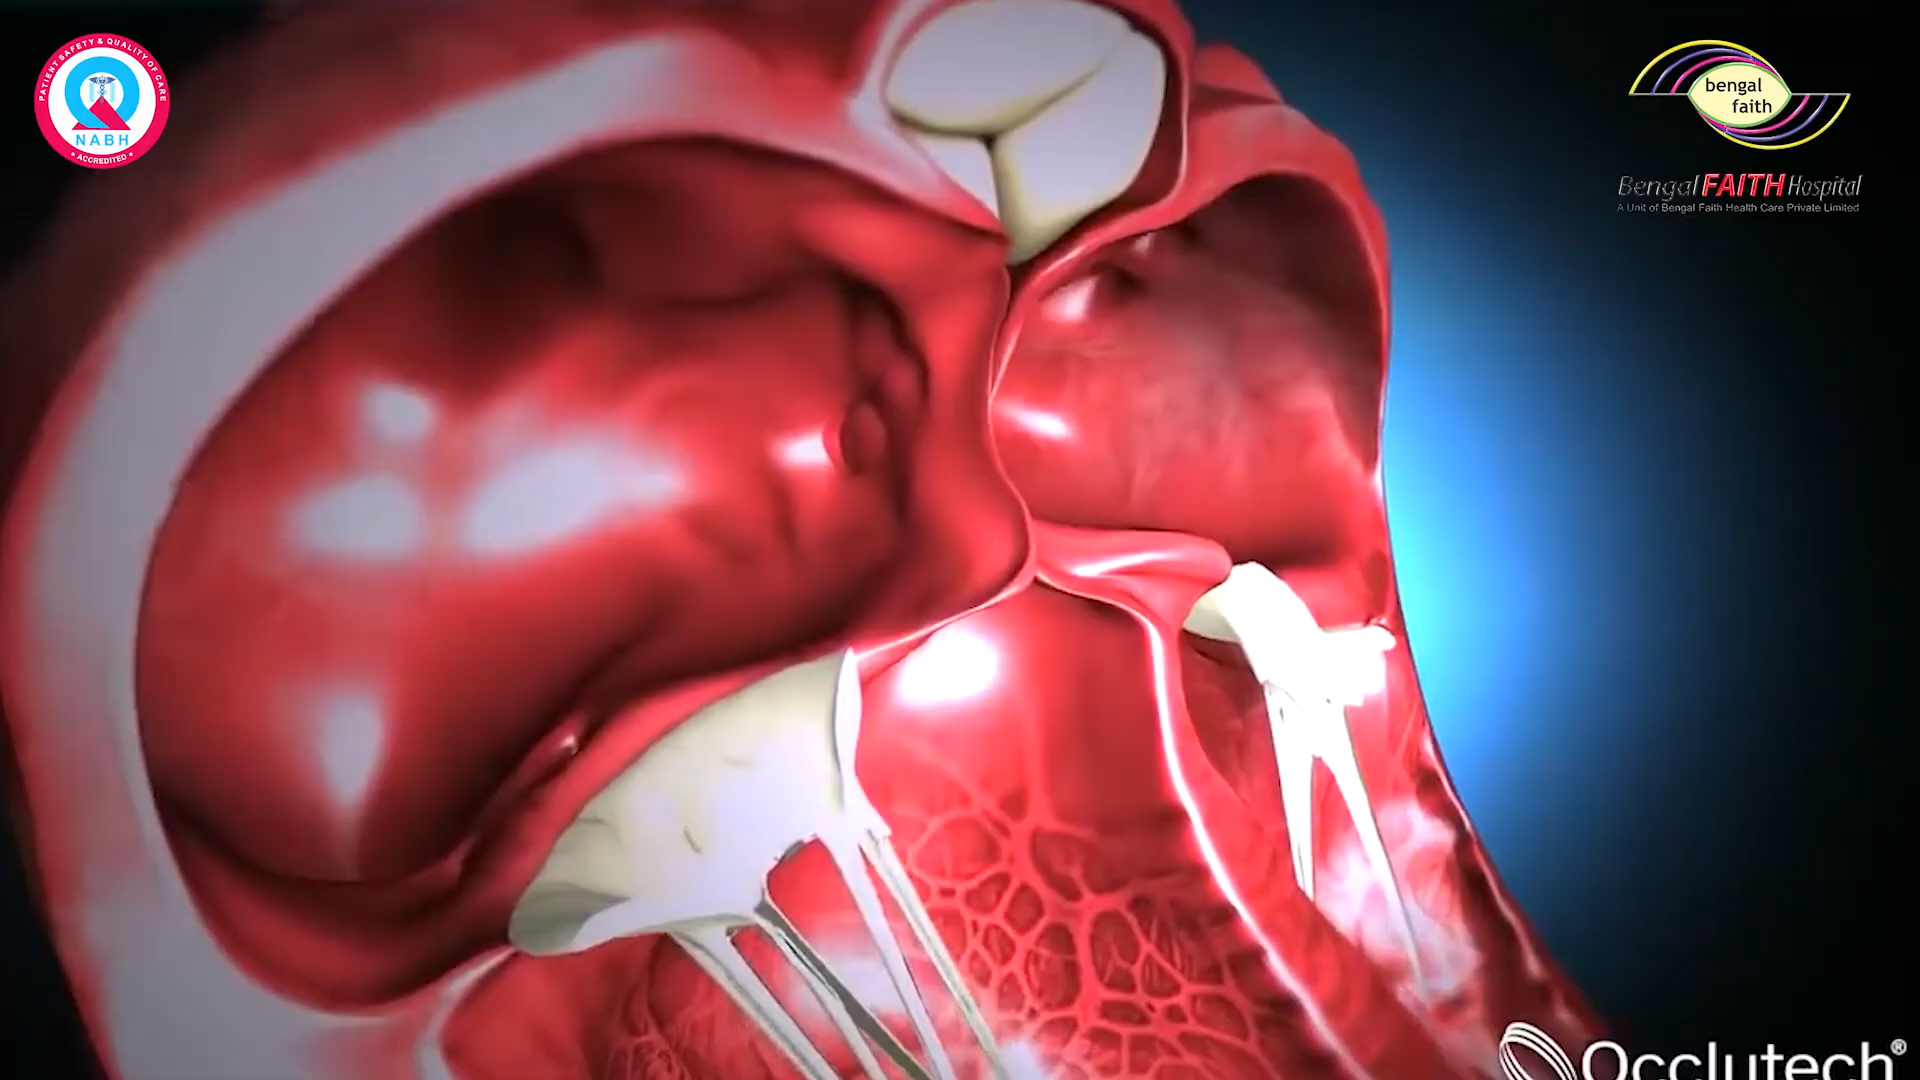 PATIENT SAFETY & QUALITY OF CARE
NABH
• ACCREDITED •
bengal
faith
Bengal FAITH Hospital
A Unit of Bengal Faith Health Care Private Limited
Occlutech®